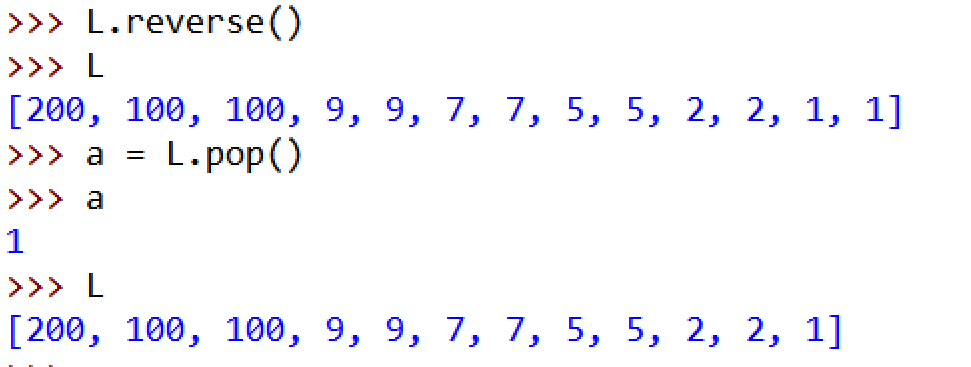 >>> L.reverse()
>>> L
[200, 100, 100, 9, 9, 7, 7, 5, 5, 2, 2, 1, 1]
>>> a = L.pop()
>>> a
1
>>> L
[200, 100, 100, 9, 9, 7, 7, 5, 5, 2, 2, 1]